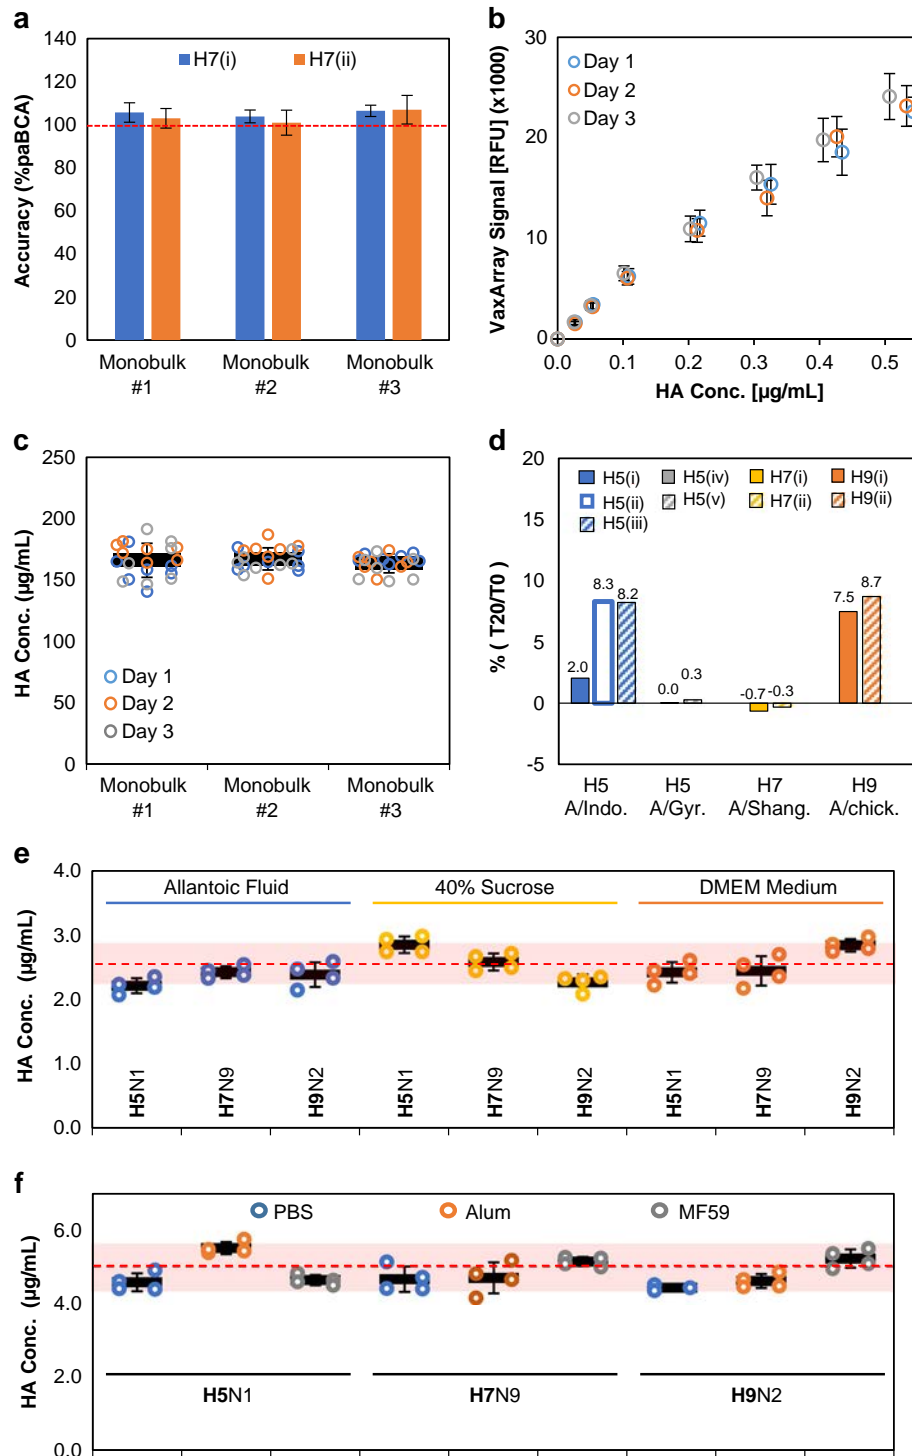 a
Accuracy (%paBCA)
140
120
100
80
60
40
20
0
H7(i) H7(ii)
Monobulk #1
Monobulk #2
Monobulk #3
b
VaxArray Signal [RFU] (x1000)
30
20
10
0
Day 1
Day 2
Day 3
0.0 0.1 0.2 0.3 0.4 0.5
HA Conc. [µg/mL]
c
HA Conc. (µg/mL)
250
200
150
100
50
0
Day 1
Day 2
Day 3
Monobulk #1
Monobulk #2
Monobulk #3
d
% ( T20/T0)
20
15
10
5
0
-5
H5(i) H5(iv) H7(i) H9(i)
H5(ii) H5(v) H7(ii) H9(ii)
H5(iii)
2.0 8.3 8.2 0.0 0.3 -0.7 -0.3 7.5 8.7
H5 A/Indo.
H5 A/Gyr.
H7 A/Shang.
H9 A/chick.
e
HA Conc. (µg/mL)
4.0
3.0
2.0
1.0
0.0
Allantoic Fluid 40% Sucrose DMEM Medium
H5N1 H7N9 H9N2 H5N1 H7N9 H9N2 H5N1 H7N9 H9N2
f
HA Conc. (µg/mL)
6.0
4.0
2.0
0.0
PBS Alum MF59
H5N1 H7N9 H9N2